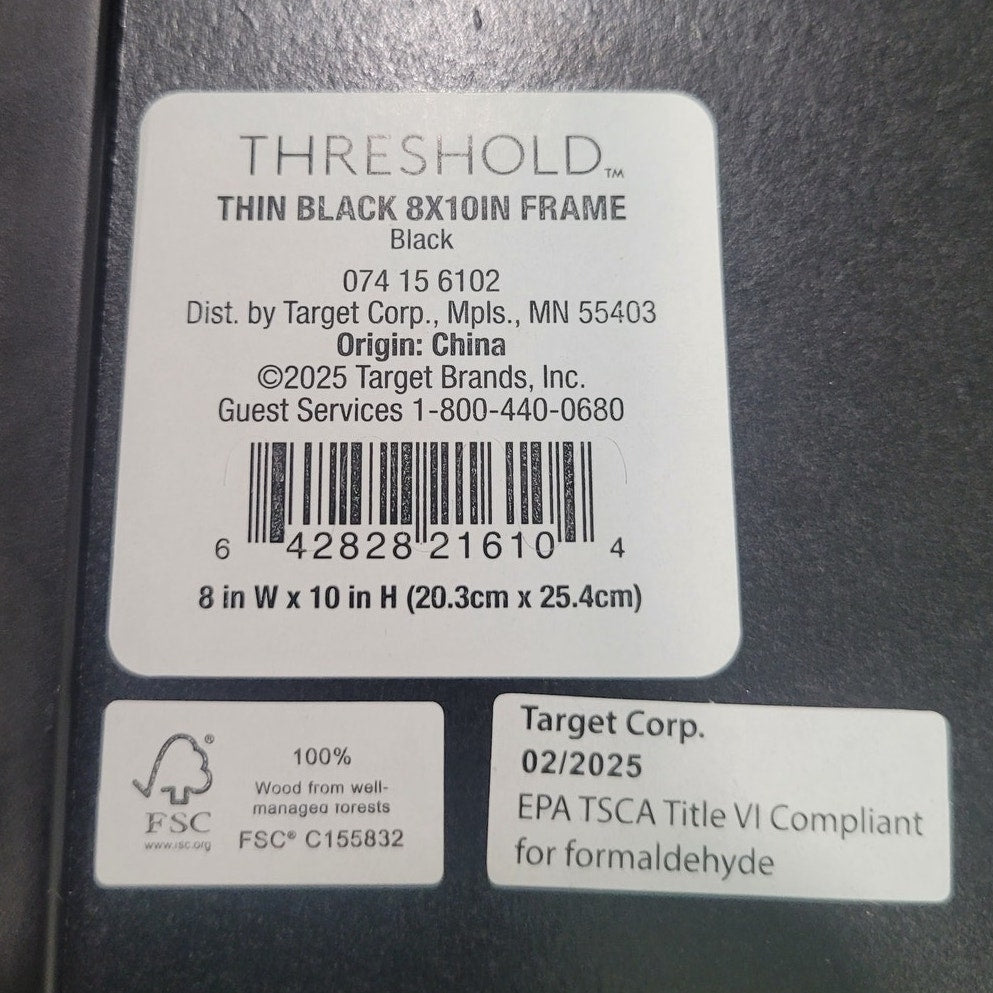 THRESHOLD™
THIN BLACK 8X10IN FRAME
Black
074 15 6102
Dist. by Target Corp., Mpls., MN 55403
Origin: China
©2025 Target Brands, Inc.
Guest Services 1-800-440-0680
6 42828 21610 4
8 in W x 10 in H (20.3cm x 25.4cm)
®
FSC
www.fsc.org
100%
Wood from well-
managed forests
FSC® C155832
Target Corp.
02/2025
EPA TSCA Title VI Compliant
for formaldehyde